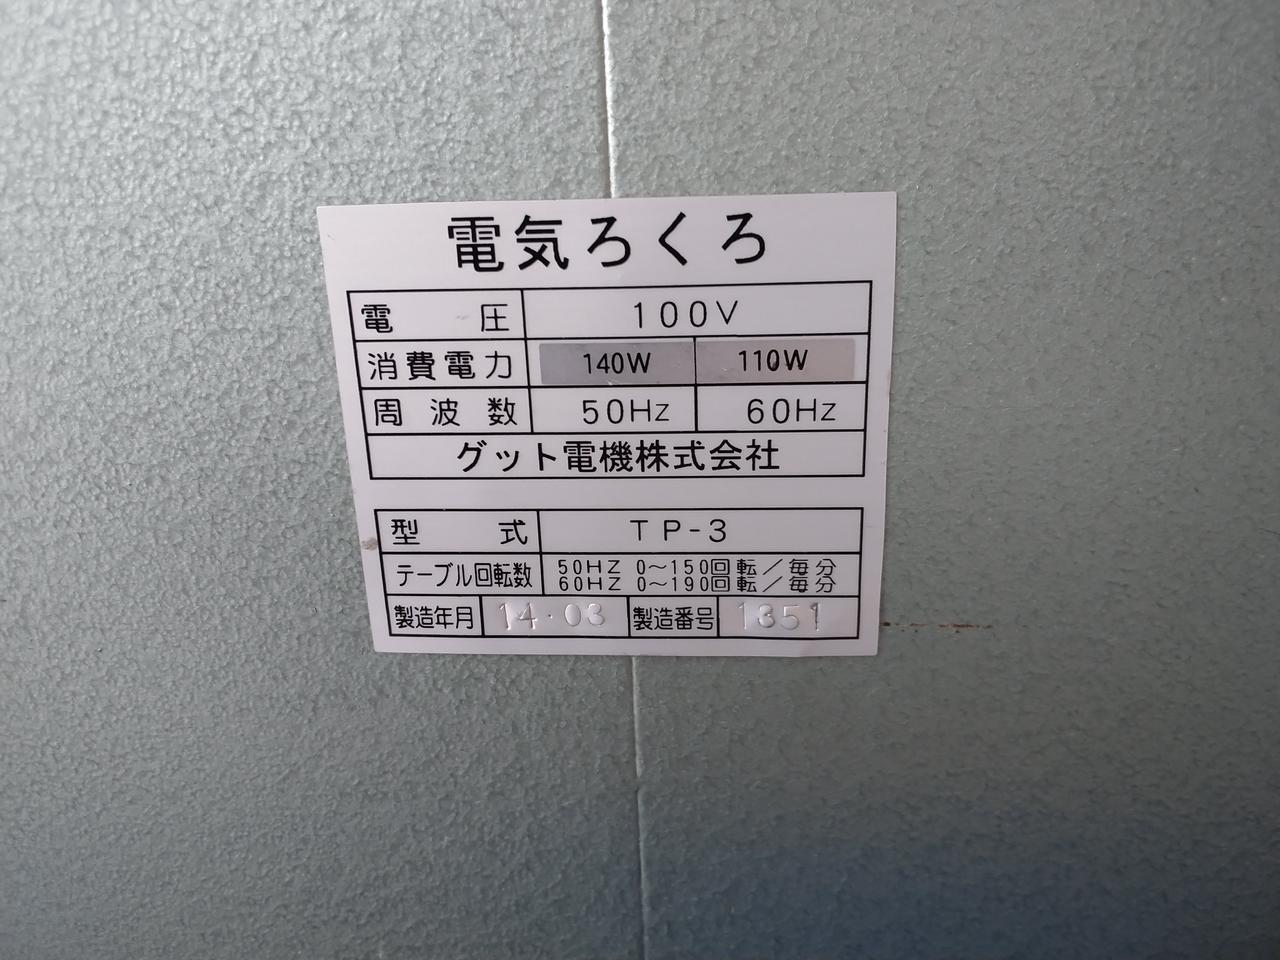 電気ろくろ
電圧 100V
消費電力 140W 110W
周波数 50Hz 60Hz
グット電機株式会社
型式 TP-3
テーブル回転数 50HZ 0～150回転／毎分
60HZ 0～190回転／毎分
製造年月 14・03 製造番号 1351